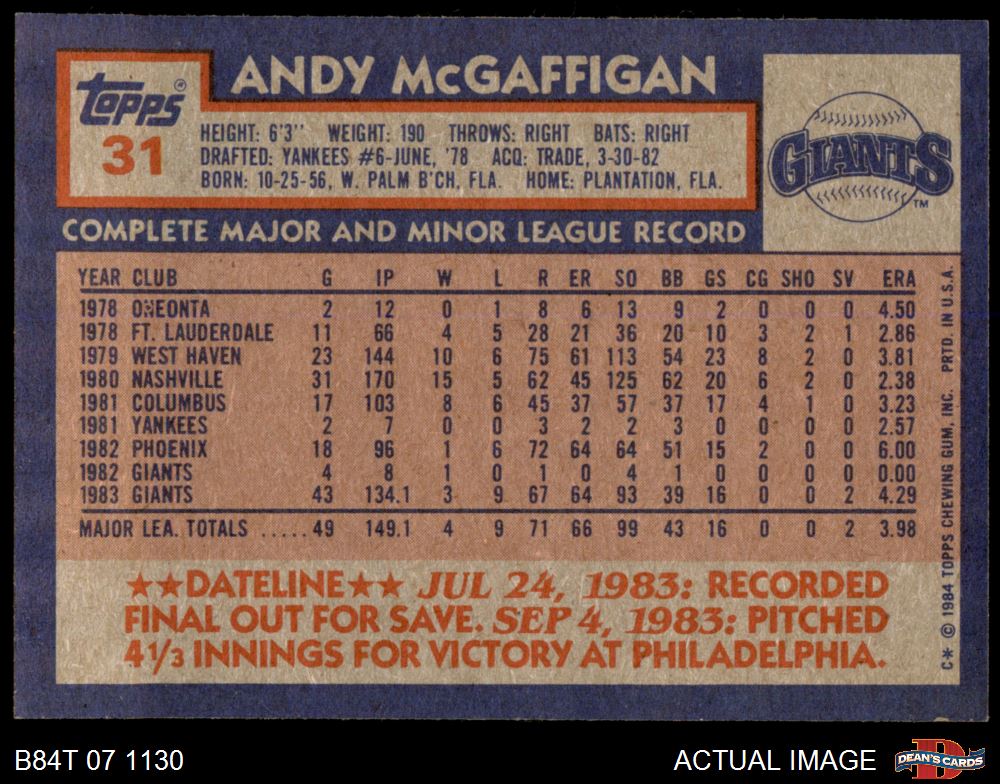 ANDY McGAFFIGAN
Topps®
31
HEIGHT: 6'3" WEIGHT: 190 THROWS: RIGHT BATS: RIGHT
DRAFTED: YANKEES #6-JUNE, '78 ACQ: TRADE, 3-30-82
BORN: 10-25-56, W. PALM B'CH, FLA. HOME: PLANTATION, FLA.
GIANTS
TM
COMPLETE MAJOR AND MINOR LEAGUE RECORD
YEAR CLUB G IP W L R ER SO BB GS CG SHO SV ERA
1978 ONEONTA 2 12 0 1 8 6 13 9 2 0 0 0 4.50
1978 FT. LAUDERDALE 11 66 4 5 28 21 36 20 10 3 2 1 2.86
1979 WEST HAVEN 23 144 10 6 75 61 113 54 23 8 2 0 3.81
1980 NASHVILLE 31 170 15 5 62 45 125 62 20 6 2 0 2.38
1981 COLUMBUS 17 103 8 6 45 37 57 37 17 4 1 0 3.23
1981 YANKEES 2 7 0 0 3 2 2 3 0 0 0 0 2.57
1982 PHOENIX 18 96 1 6 72 64 64 51 15 2 0 0 6.00
1982 GIANTS 4 8 1 0 1 0 4 1 0 0 0 0 0.00
1983 GIANTS 43 134.1 3 9 67 64 93 39 16 0 0 2 4.29
MAJOR LEA. TOTALS ..... 49 149.1 4 9 71 66 99 43 16 0 0 2 3.98
★★DATELINE★★ JUL 24, 1983: RECORDED
FINAL OUT FOR SAVE. SEP 4, 1983: PITCHED
4 1/3 INNINGS FOR VICTORY AT PHILADELPHIA.
C* © 1984 TOPPS CHEWING GUM, INC. PRTD. IN U.S.A.
B84T 07 1130
ACTUAL IMAGE
DEAN'S CARDS